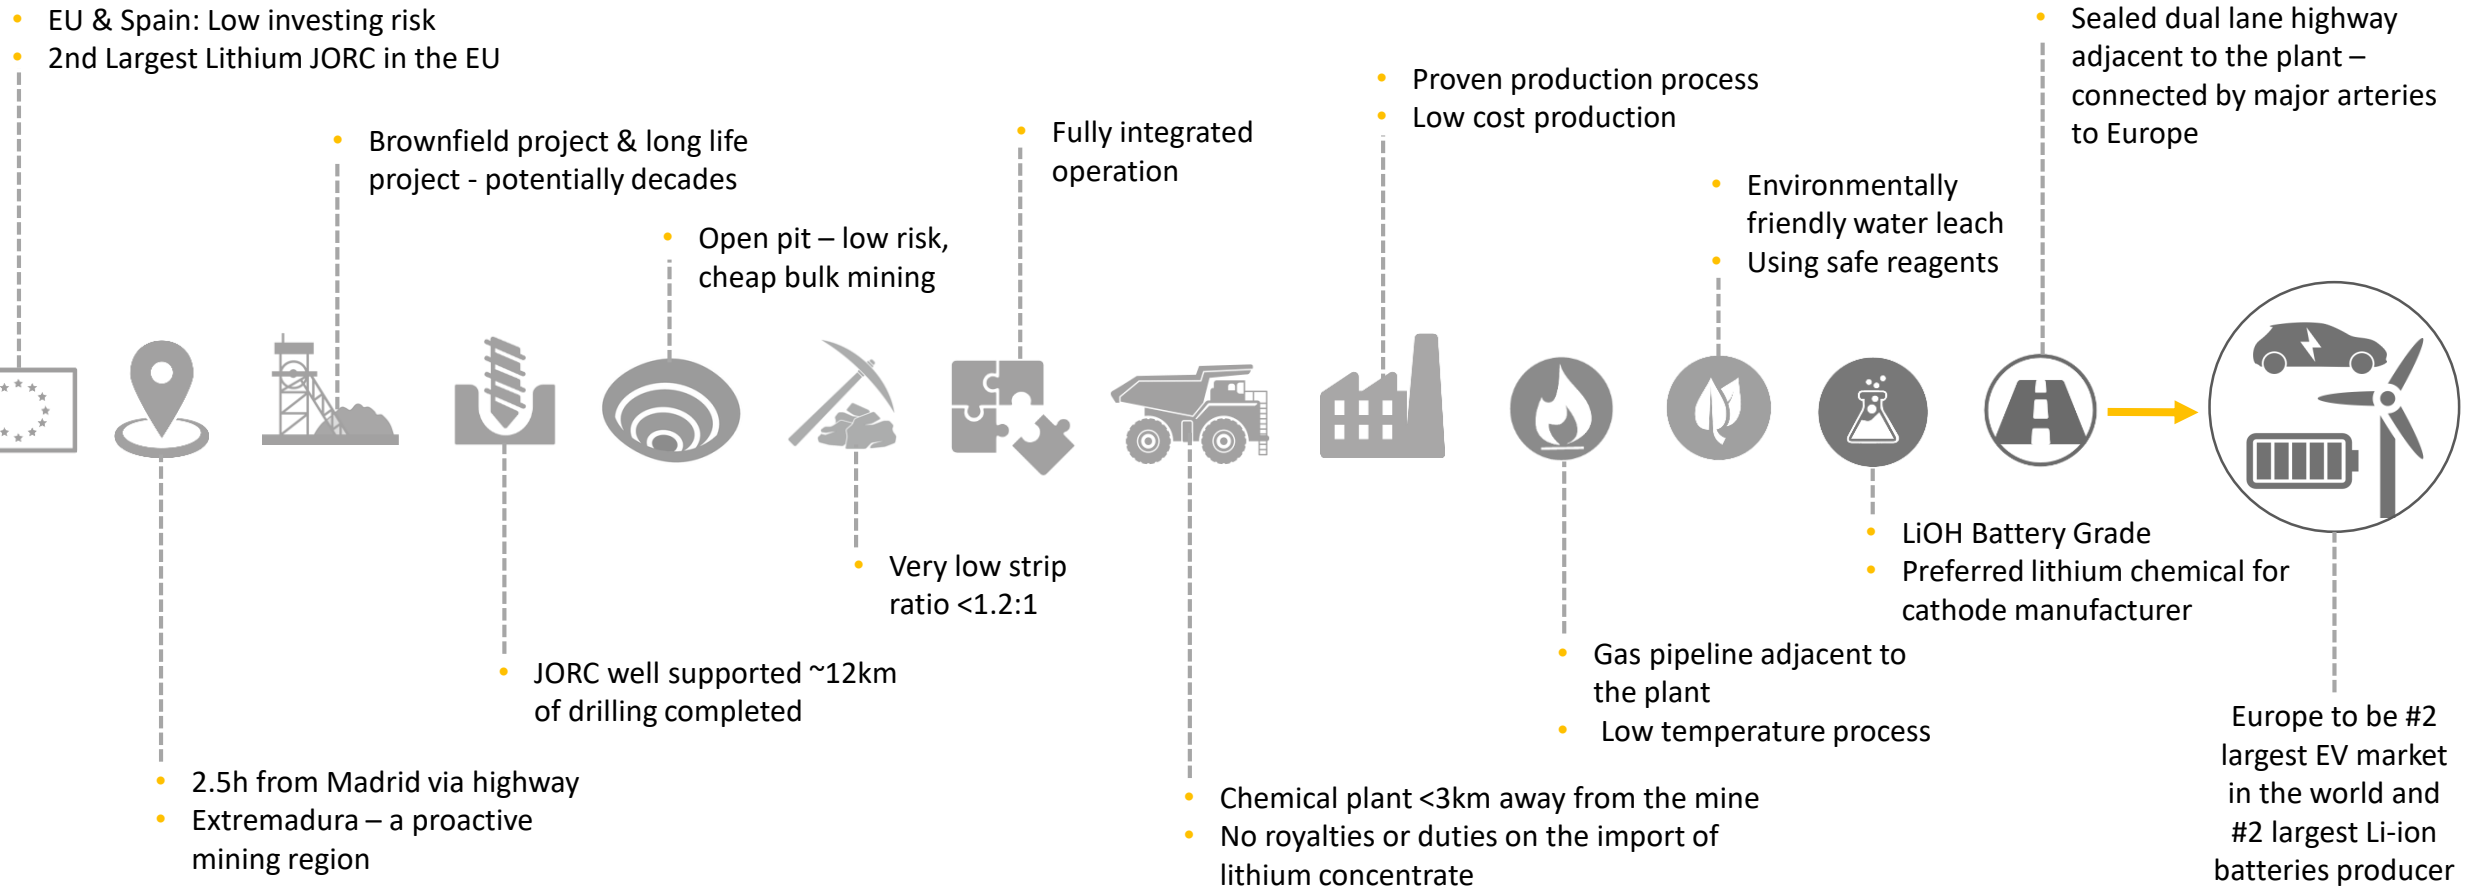 • EU & Spain: Low investing risk
• 2nd Largest Lithium JORC in the EU
• 2.5h from Madrid via highway
• Extremadura – a proactive
mining region
• Brownfield project & long life
project - potentially decades
• JORC well supported ~12km
of drilling completed
• Open pit – low risk,
cheap bulk mining
• Very low strip
ratio <1.2:1
• Fully integrated
operation
• Chemical plant <3km away from the mine
• No royalties or duties on the import of
lithium concentrate
• Proven production process
• Low cost production
• Gas pipeline adjacent to
the plant
• Low temperature process
• Environmentally
friendly water leach
• Using safe reagents
• LiOH Battery Grade
• Preferred lithium chemical for
cathode manufacturer
• Sealed dual lane highway
adjacent to the plant –
connected by major arteries
to Europe
Europe to be #2
largest EV market
in the world and
#2 largest Li-ion
batteries producer